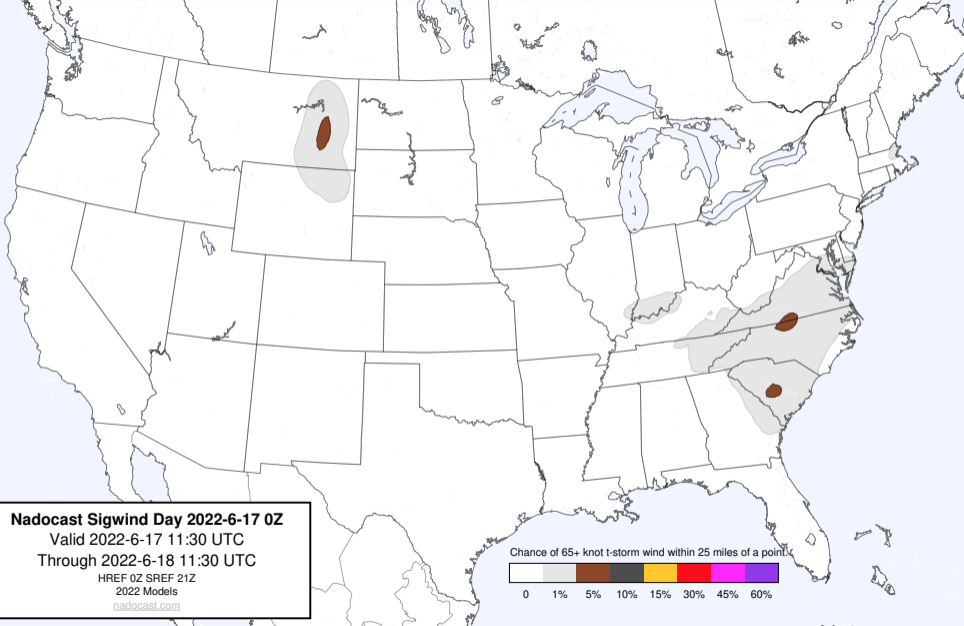 Nadocast Sigwind Day 2022-6-17 0Z
Valid 2022-6-17 11:30 UTC
Through 2022-6-18 11:30 UTC
HREF 0Z SREF 21Z
2022 Models
nadocast.com
Chance of 65+ knot t-storm wind within 25 miles of a point.
0 1% 5% 10% 15% 30% 45% 60%